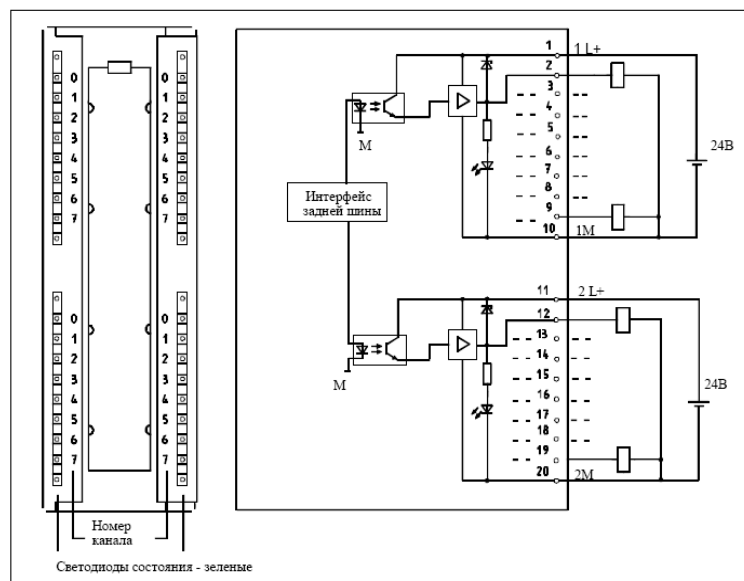 0 0
1 1
2 2
3 3
4 4
5 5
6 6
7 7
0 0
1 1
2 2
3 3
4 4
5 5
6 6
7 7
Номер
канала
Светодиоды состояния - зеленые
M
Интерфейс
задней шины
M
1 1 L+
2
3
4
5
6
7
8
9
10 1M
24В
11 2 L+
12
13
14
15
16
17
18
19
20 2M
24В